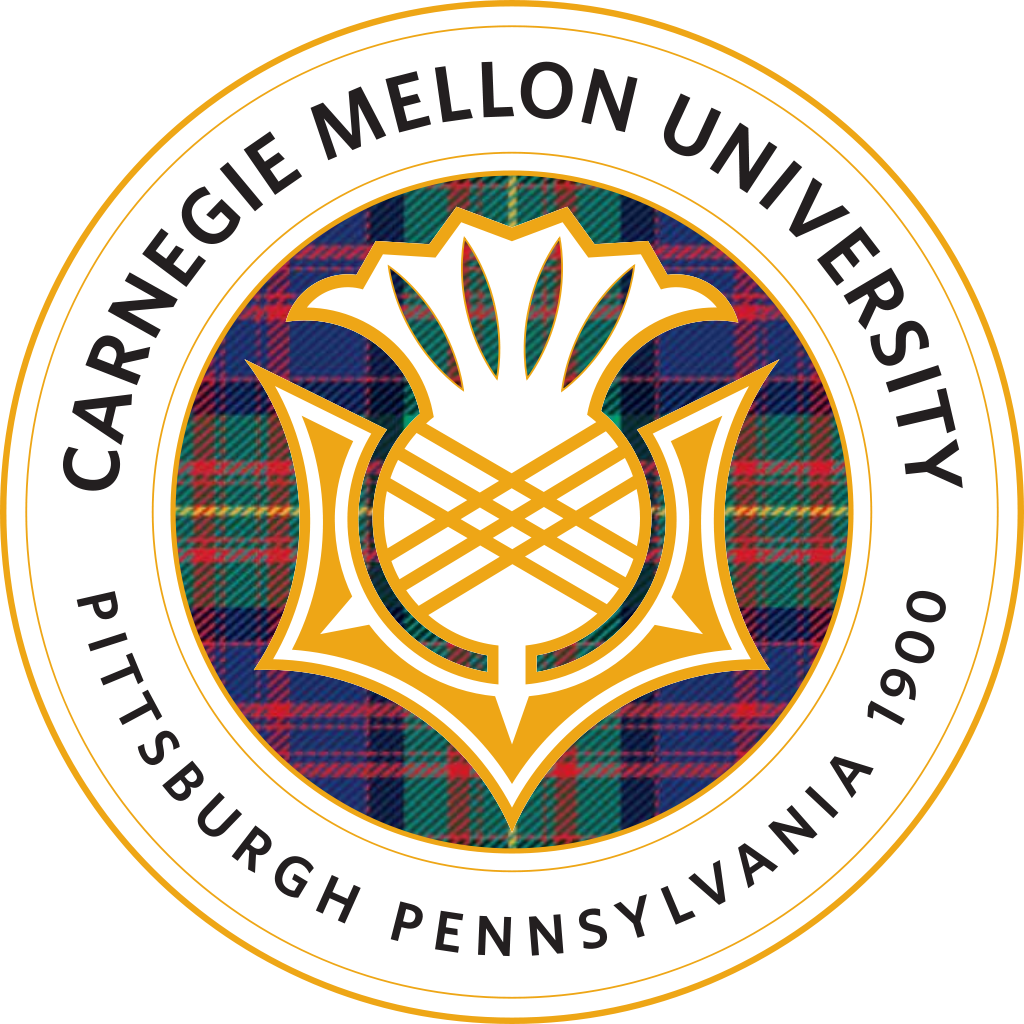 CARNEGIE MELLON UNIVERSITY
PITTSBURGH PENNSYLVANIA 1900